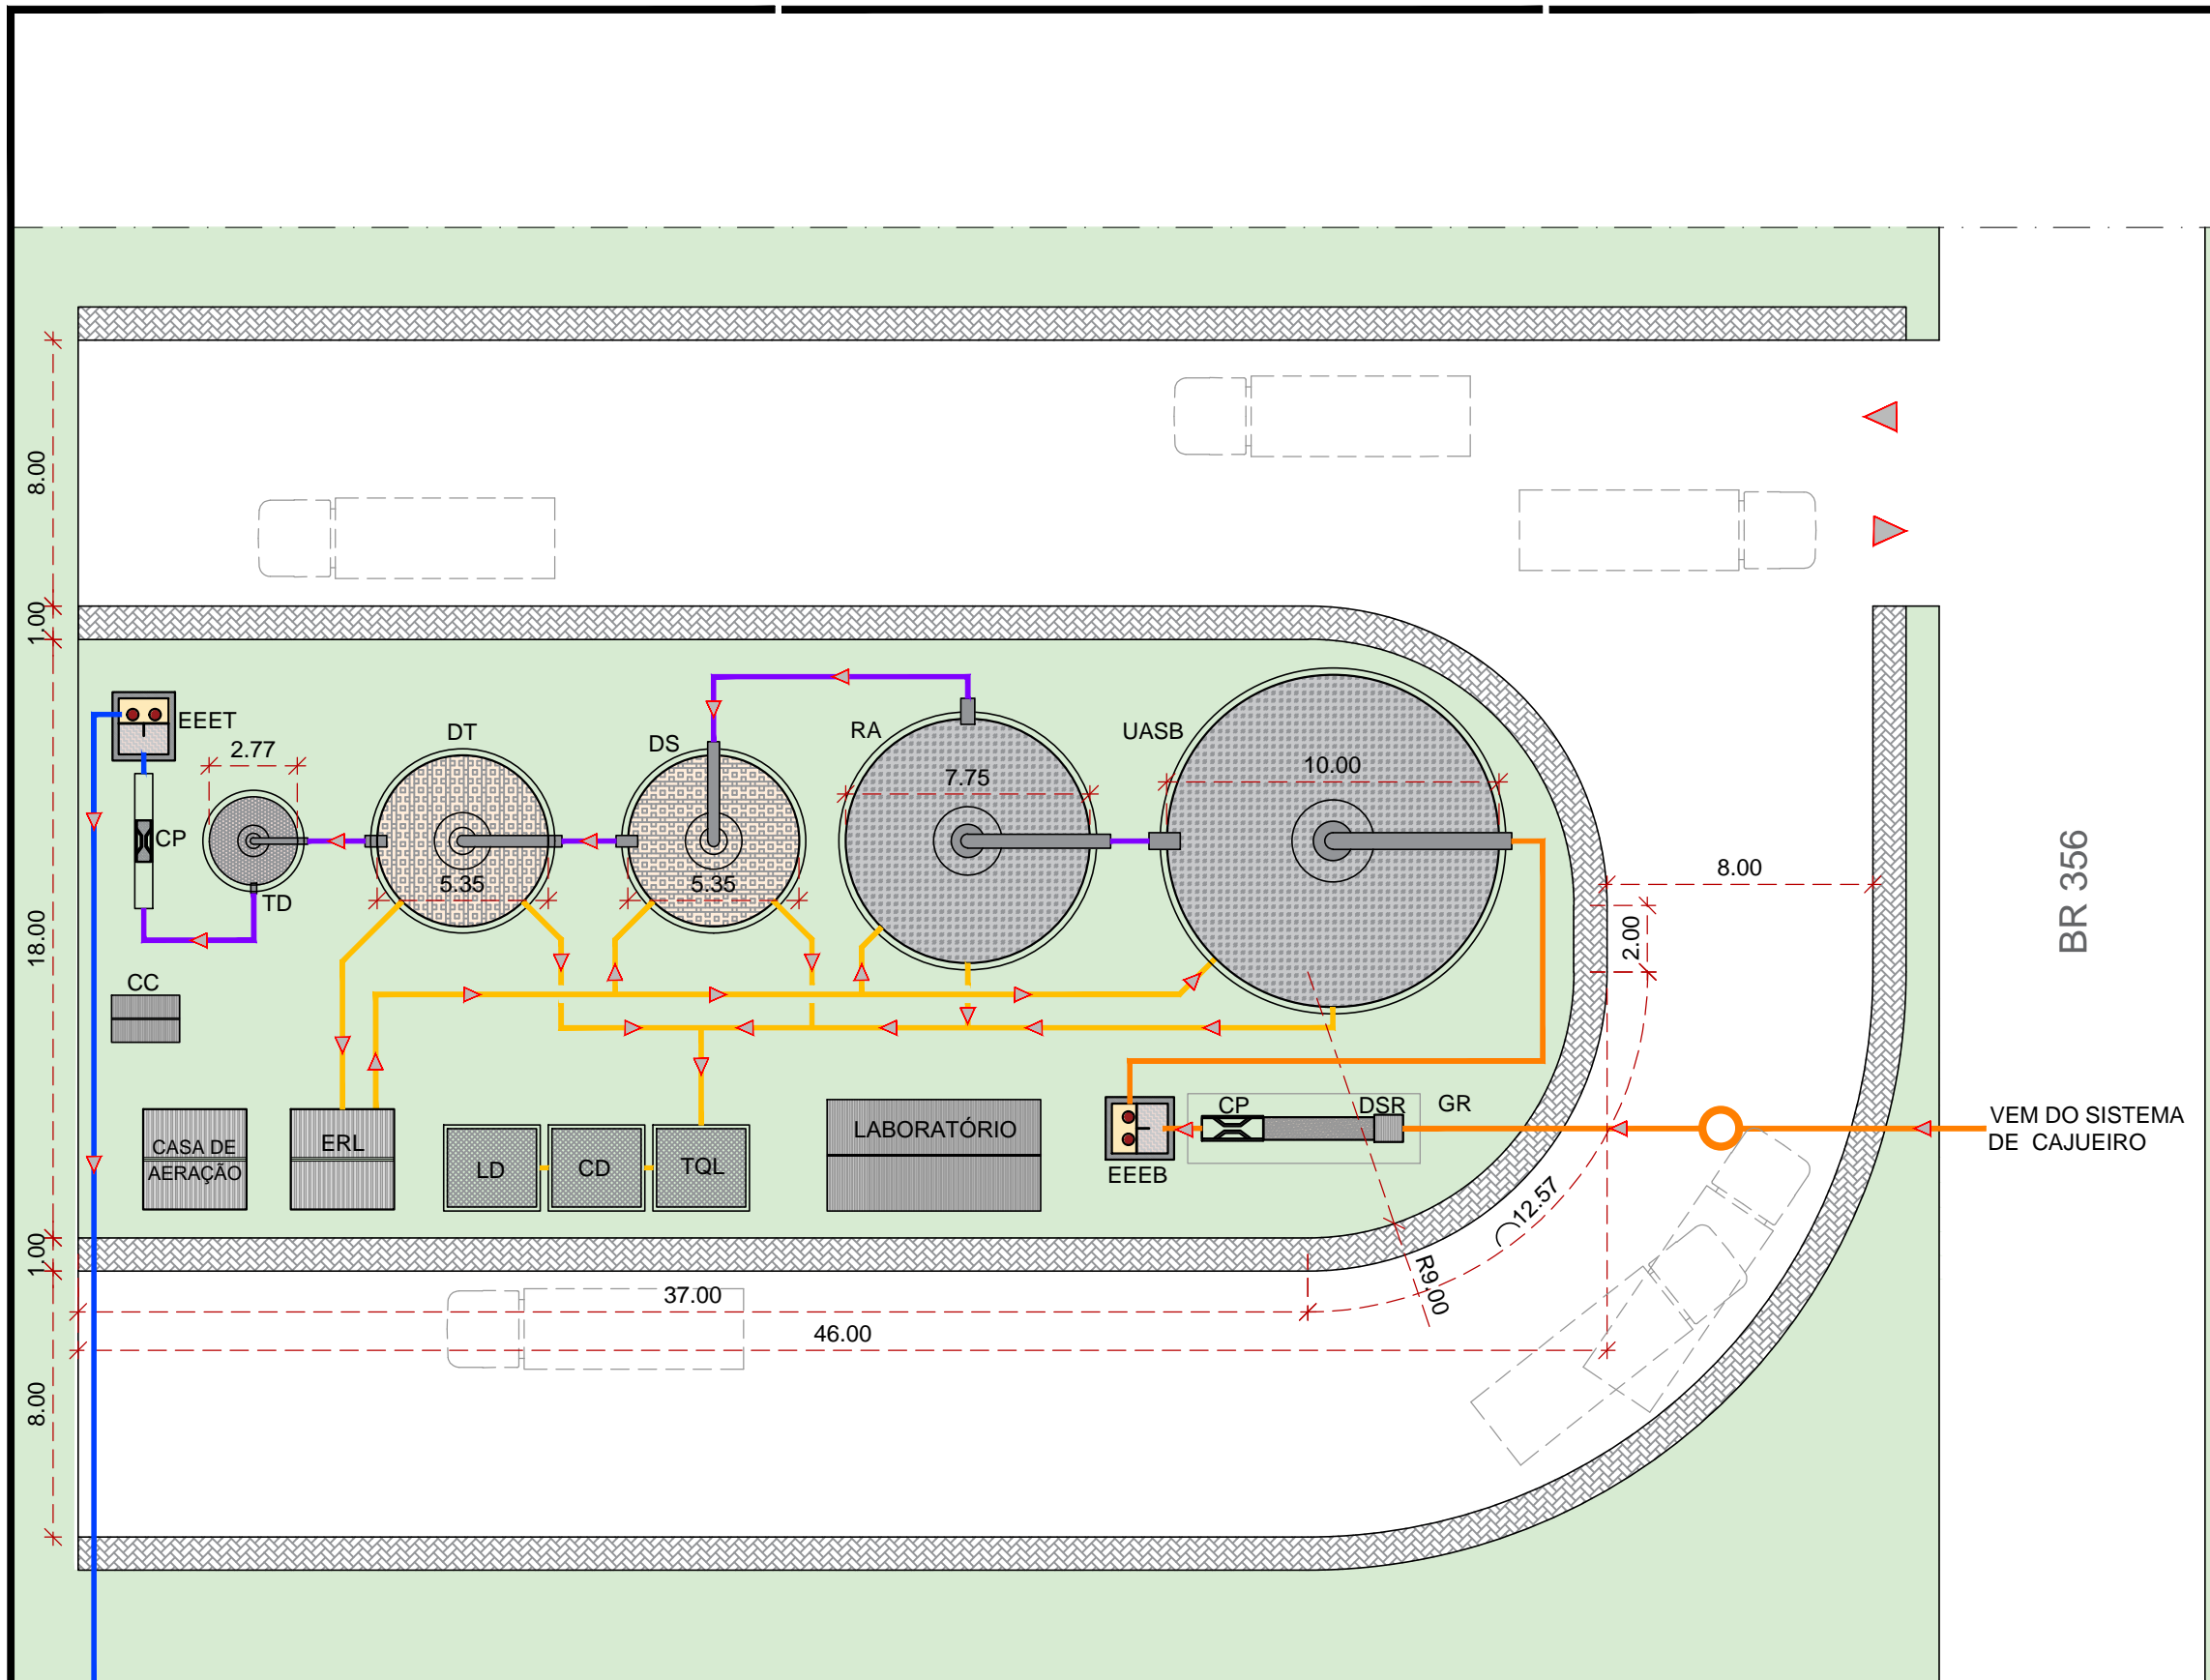 8.00
1.00
EEET
2.77
DT
DS
RA
UASB
7.75
10.00
CP
TD
5.35
5.35
8.00
BR 356
2.00
18.00
CC
CASA DE
AERAÇÃO
ERL
LD
CD
TQL
LABORATÓRIO
CP
DSR
GR
EEEB
VEM DO SISTEMA
DE CAJUEIRO
12.57
R9.00
1.00
37.00
46.00
8.00